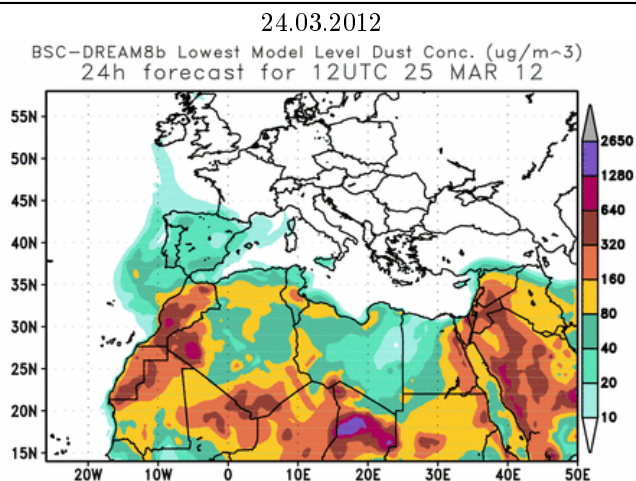 24.03.2012
BSC-DREAM8b Lowest Model Level Dust Conc. (ug/m^3)
24h forecast for 12UTC 25 MAR 12
55N
50N
45N
40N
35N
30N
25N
20N
15N
20W 10W 0 10E 20E 30E 40E 50E
2650
1280
640
320
160
80
40
20
10